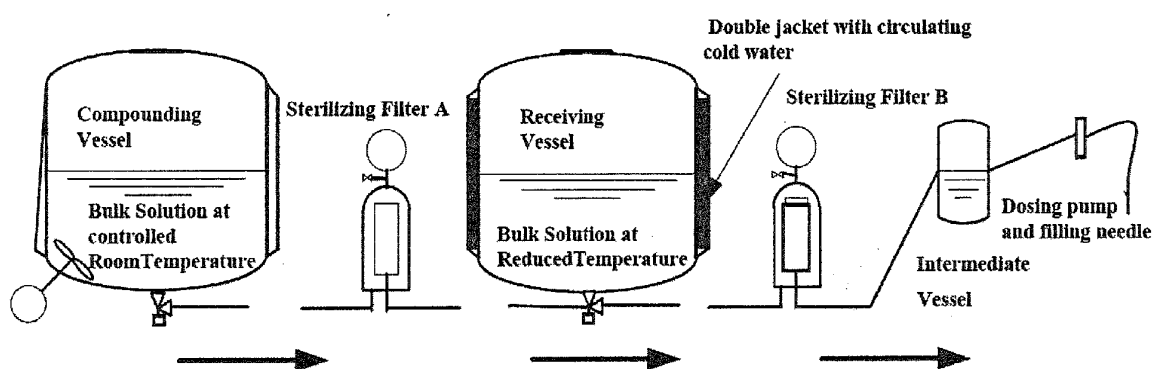 Double jacket with circulating
cold water
Compounding
Vessel
Sterilizing Filter A
Receiving
Vessel
Sterilizing Filter B
Bulk Solution at
controlled
RoomTemperature
Bulk Solution at
ReducedTemperature
Dosing pump
and filling needle
Intermediate
Vessel